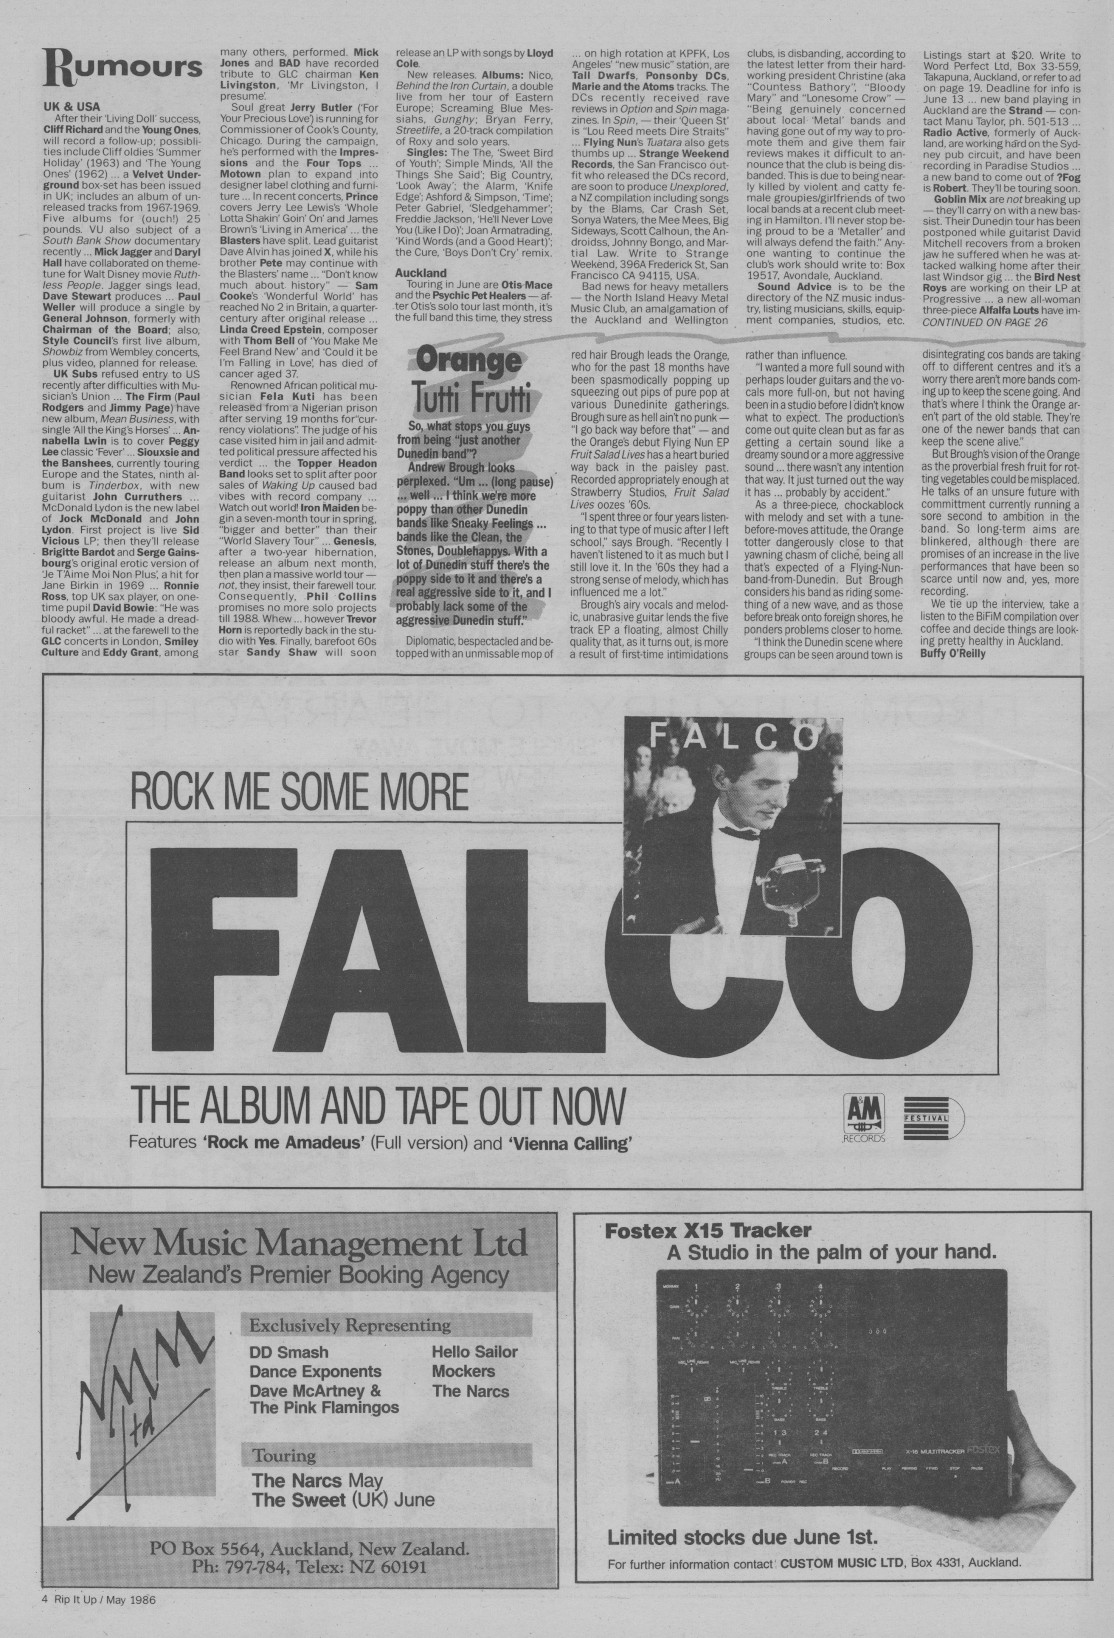 Rumours
UK & USA
After their 'Living Doll' success,
Cliff Richard and the Young Ones,
will record a follow-up; possibli-
ties include Cliff oldies 'Summer
Holiday' (1963) and 'The Young
Ones' (1962) ... a Velvet Under-
ground box-set has been issued
in UK; includes an album of un-
released tracks from 1967-1969.
Five albums for (ouch!) 25
pounds. VU also subject of a
South Bank Show documentary
recently ... Mick Jagger and Daryl
Hall have collaborated on theme-
tune for Walt Disney movie Ruth-
less People. Jagger sings lead,
Dave Stewart produces ... Paul
Weller will produce a single by
General Johnson, formerly with
Chairman of the Board; also,
Style Council's first live album,
Showbiz from Wembley concerts,
plus video, planned for release.
UK Subs refused entry to US
recently after difficulties with Mu-
sician's Union ... The Firm (Paul
Rodgers and Jimmy Page) have
new album, Mean Business, with
single 'All the King's Horses' ... An-
nabella Lwin is to cover Peggy
Lee classic 'Fever' ... Siouxsie and
the Banshees, currently touring
Europe and the States, ninth al-
bum is Tinderbox, with new
guitarist John Curruthers ...
McDonald Lydon is the new label
of Jock McDonald and John
Lydon. First project is live Sid
Vicious LP; then they'll release
Brigitte Bardot and Serge Gains-
bourg's original erotic version of
'Je T'Aime Moi Non Plus', a hit for
Jane Birkin in 1969 ... Ronnie
Ross, top UK sax player, on one-
time pupil David Bowie: "He was
bloody awful. He made a dread-
ful racket" ... at the farewell to the
GLC concerts in London, Smiley
Culture and Eddy Grant, among
many others, performed. Mick
Jones and BAD have recorded
tribute to GLC chairman Ken
Livingston, 'Mr Livingston, I
presume'.
Soul great Jerry Butler ('For
Your Precious Love') is running for
Commissioner of Cook's County,
Chicago. During the campaign,
he's performed with the Impres-
sions and the Four Tops ...
Motown plan to expand into
designer label clothing and furni-
ture ... In recent concerts, Prince
covers Jerry Lee Lewis's 'Whole
Lotta Shakin' Goin' On' and James
Brown's 'Living in America' ... the
Blasters have split. Lead guitarist
Dave Alvin has joined X, while his
brother Pete may continue with
the Blasters' name ... "Don't know
much about history" — Sam
Cooke's 'Wonderful World' has
reached No 2 in Britain, a quarter-
century after original release ...
Linda Creed Epstein, composer
with Thom Bell of 'You Make Me
Feel Brand New' and 'Could it be
I'm Falling in Love', has died of
cancer aged 37.
Renowned African political mu-
sician Fela Kuti has been
released from a Nigerian prison
after serving 19 months for "cur-
rency violations". The judge of his
case visited him in jail and admit-
ted political pressure affected his
verdict ... the Topper Headon
Band looks set to split after poor
sales of Waking Up caused bad
vibes with record company ...
Watch out world! Iron Maiden be-
gin a seven-month tour in spring,
"bigger and better" than their
"World Slavery Tour" ... Genesis,
after a two-year hibernation,
release an album next month,
then plan a massive world tour —
not, they insist, their farewell tour.
Consequently, Phil Collins
promises no more solo projects
till 1988. Whew ... however Trevor
Horn is reportedly back in the stu-
dio with Yes. Finally, barefoot 60s
star Sandy Shaw will soon
release an LP with songs by Lloyd
Cole.
New releases. Albums: Nico,
Behind the Iron Curtain, a double
live from her tour of Eastern
Europe; Screaming Blue Mes-
siahs, Gunghy; Bryan Ferry,
Streetlife, a 20-track compilation
of Roxy and solo years.
Singles: The The, 'Sweet Bird
of Youth'; Simple Minds, 'All the
Things She Said'; Big Country,
'Look Away'; the Alarm, 'Knife
Edge'; Ashford & Simpson, 'Time';
Peter Gabriel, 'Sledgehammer';
Freddie Jackson, 'He'll Never Love
You (Like I Do)'; Joan Armatrading,
'Kind Words (and a Good Heart)';
the Cure, 'Boys Don't Cry' remix.
Auckland
Touring in June are Otis Mace
and the Psychic Pet Healers — af-
ter Otis's solo tour last month, it's
the full band this time, they stress
... on high rotation at KPFK, Los
Angeles' "new music" station, are
Tall Dwarfs, Ponsonby DCs,
Marie and the Atoms tracks. The
DCs recently received rave
reviews in Option and Spin maga-
zines. In Spin, — their 'Queen St'
is "Lou Reed meets Dire Straits"
... Flying Nun's Tuatara also gets
thumbs up ... Strange Weekend
Records, the San Francisco out-
fit who released the DCs record,
are soon to produce Unexplored,
a NZ compilation including songs
by the Blams, Car Crash Set,
Sonya Waters, the Mee Mees, Big
Sideways, Scott Calhoun, the An-
droidss, Johnny Bongo, and Mar-
tial Law. Write to Strange
Weekend, 396A Frederick St, San
Francisco CA 94115, USA.
Bad news for heavy metallers
— the North Island Heavy Metal
Music Club, an amalgamation of
the Auckland and Wellington
clubs, is disbanding, according to
the latest letter from their hard-
working president Christine (aka
"Countess Bathory", "Bloody
Mary" and "Lonesome Crow" —
"Being genuinely concerned
about local 'Metal' bands and
having gone out of my way to pro-
mote them and give them fair
reviews makes it difficult to an-
nounce that the club is being dis-
banded. This is due to being near-
ly killed by violent and catty fe-
male groupies/girlfriends of two
local bands at a recent club meet-
ing in Hamilton. I'll never stop be-
ing proud to be a 'Metaller' and
will always defend the faith." Any-
one wanting to continue the
club's work should write to: Box
19517, Avondale, Auckland.
Sound Advice is to be the
directory of the NZ music indus-
try, listing musicians, skills, equip-
ment companies, studios, etc.
Listings start at $20. Write to
Word Perfect Ltd, Box 33-559,
Takapuna, Auckland, or refer to ad
on page 19. Deadline for info is
June 13 ... new band playing in
Auckland are the Strand — con-
tact Manu Taylor, ph. 501-513 ...
Radio Active, formerly of Auck-
land, are working hard on the Syd-
ney pub circuit, and have been
recording in Paradise Studios ...
a new band to come out of ?Fog
is Robert. They'll be touring soon.
Goblin Mix are not breaking up
— they'll carry on with a new bas-
sist. Their Dunedin tour has been
postponed while guitarist David
Mitchell recovers from a broken
jaw he suffered when he was at-
tacked walking home after their
last Windsor gig ... the Bird Nest
Roys are working on their LP at
Progressive ... a new all-woman
three-piece Alfalfa Louts have im-
CONTINUED ON PAGE 26
Orange
Tutti Frutti
So, what stops you guys
from being "just another
Dunedin band"?
Andrew Brough looks
perplexed. "Um ... (long pause)
... well ... I think we're more
poppy than other Dunedin
bands like Sneaky Feelings ...
bands like the Clean, the
Stones, Doublehappys. With a
lot of Dunedin stuff there's the
poppy side to it and there's a
real aggressive side to it, and I
probably lack some of the
aggressive Dunedin stuff."
Diplomatic, bespectacled and be-
topped with an unmissable mop of
red hair Brough leads the Orange,
who for the past 18 months have
been spasmodically popping up
squeezing out pips of pure pop at
various Dunedinite gatherings.
Brough sure as hell ain't no punk —
"I go back way before that" — and
the Orange's debut Flying Nun EP
Fruit Salad Lives has a heart buried
way back in the paisley past.
Recorded appropriately enough at
Strawberry Studios, Fruit Salad
Lives oozes '60s.
"I spent three or four years listen-
ing to that type of music after I left
school," says Brough. "Recently I
haven't listened to it as much but I
still love it. In the '60s they had a
strong sense of melody, which has
influenced me a lot."
Brough's airy vocals and melod-
ic, unabrasive guitar lends the five
track EP a floating, almost Chilly
quality that, as it turns out, is more
a result of first-time intimidations
rather than influence.
"I wanted a more full sound with
perhaps louder guitars and the vo-
cals more full-on, but not having
been in a studio before I didn't know
what to expect. The production's
come out quite clean but as far as
getting a certain sound like a
dreamy sound or a more aggressive
sound ... there wasn't any intention
that way. It just turned out the way
it has ... probably by accident."
As a three-piece, chockablock
with melody and set with a tune-
before-moves attitude, the Orange
totter dangerously close to that
yawning chasm of cliche, being all
that's expected of a Flying-Nun-
band-from-Dunedin. But Brough
considers his band as riding some-
thing of a new wave, and as those
before break onto foreign shores, he
ponders problems closer to home.
"I think the Dunedin scene where
groups can be seen around town is
disintegrating cos bands are taking
off to different centres and it's a
worry there aren't more bands com-
ing up to keep the scene going. And
that's where I think the Orange ar-
en't part of the old stable. They're
one of the newer bands that can
keep the scene alive."
But Brough's vision of the Orange
as the proverbial fresh fruit for rot-
ting vegetables could be misplaced.
He talks of an unsure future with
committment currently running a
sore second to ambition in the
band. So long-term aims are
blinkered, although there are
promises of an increase in the live
performances that have been so
scarce until now and, yes, more
recording.
We tie up the interview, take a
listen to the BiFiM compilation over
coffee and decide things are look-
ing pretty healthy in Auckland.
Buffy O'Reilly
FALCO
ROCK ME SOME MORE
FALCO
THE ALBUM AND TAPE OUT NOW
Features 'Rock me Amadeus' (Full version) and 'Vienna Calling'
A&M
RECORDS
FESTIVAL
New Music Management Ltd
New Zealand's Premier Booking Agency
NMM
ltd
Exclusively Representing
DD Smash
Dance Exponents
Dave McArtney &
The Pink Flamingos
Hello Sailor
Mockers
The Narcs
Touring
The Narcs May
The Sweet (UK) June
PO Box 5564, Auckland, New Zealand.
Ph: 797-784, Telex: NZ 60191
Fostex X15 Tracker
A Studio in the palm of your hand.
1 2 3 4
X-15 MULTITRACKER Fostex
Limited stocks due June 1st.
For further information contact: CUSTOM MUSIC LTD, Box 4331, Auckland.
4 Rip It Up / May 1986